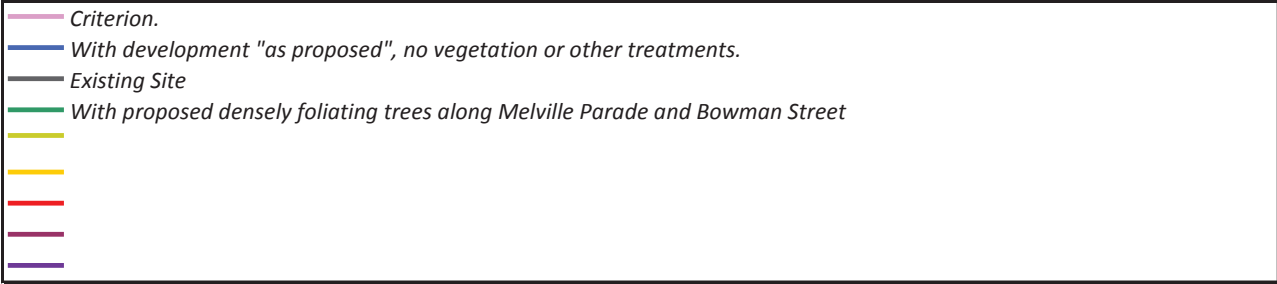 Criterion.
With development "as proposed", no vegetation or other treatments.
Existing Site
With proposed densely foliating trees along Melville Parade and Bowman Street